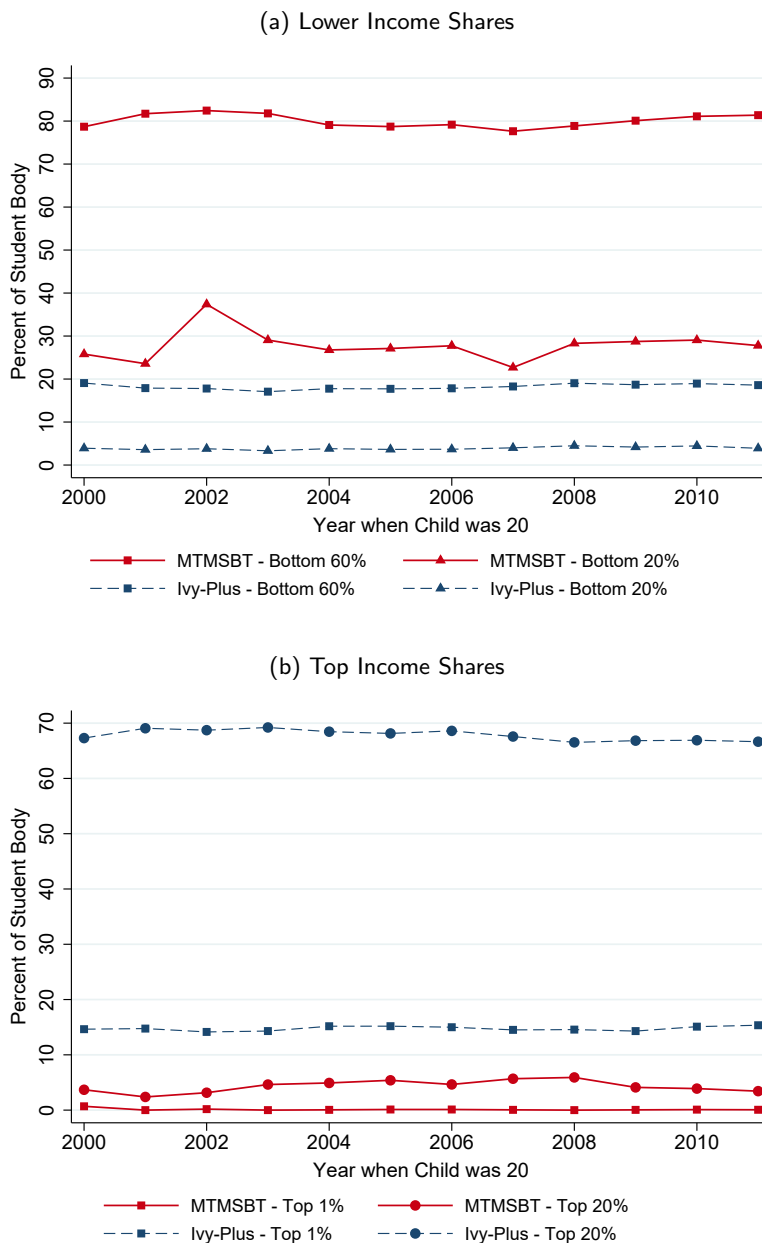 (a) Lower Income Shares
Percent of Student Body
90
80
70
60
50
40
30
20
10
0
2000 2002 2004 2006 2008 2010
Year when Child was 20
MTMSBT - Bottom 60% MTMSBT - Bottom 20%
Ivy-Plus - Bottom 60% Ivy-Plus - Bottom 20%
(b) Top Income Shares
Percent of Student Body
70
60
50
40
30
20
10
0
2000 2002 2004 2006 2008 2010
Year when Child was 20
MTMSBT - Top 1% MTMSBT - Top 20%
Ivy-Plus - Top 1% Ivy-Plus - Top 20%